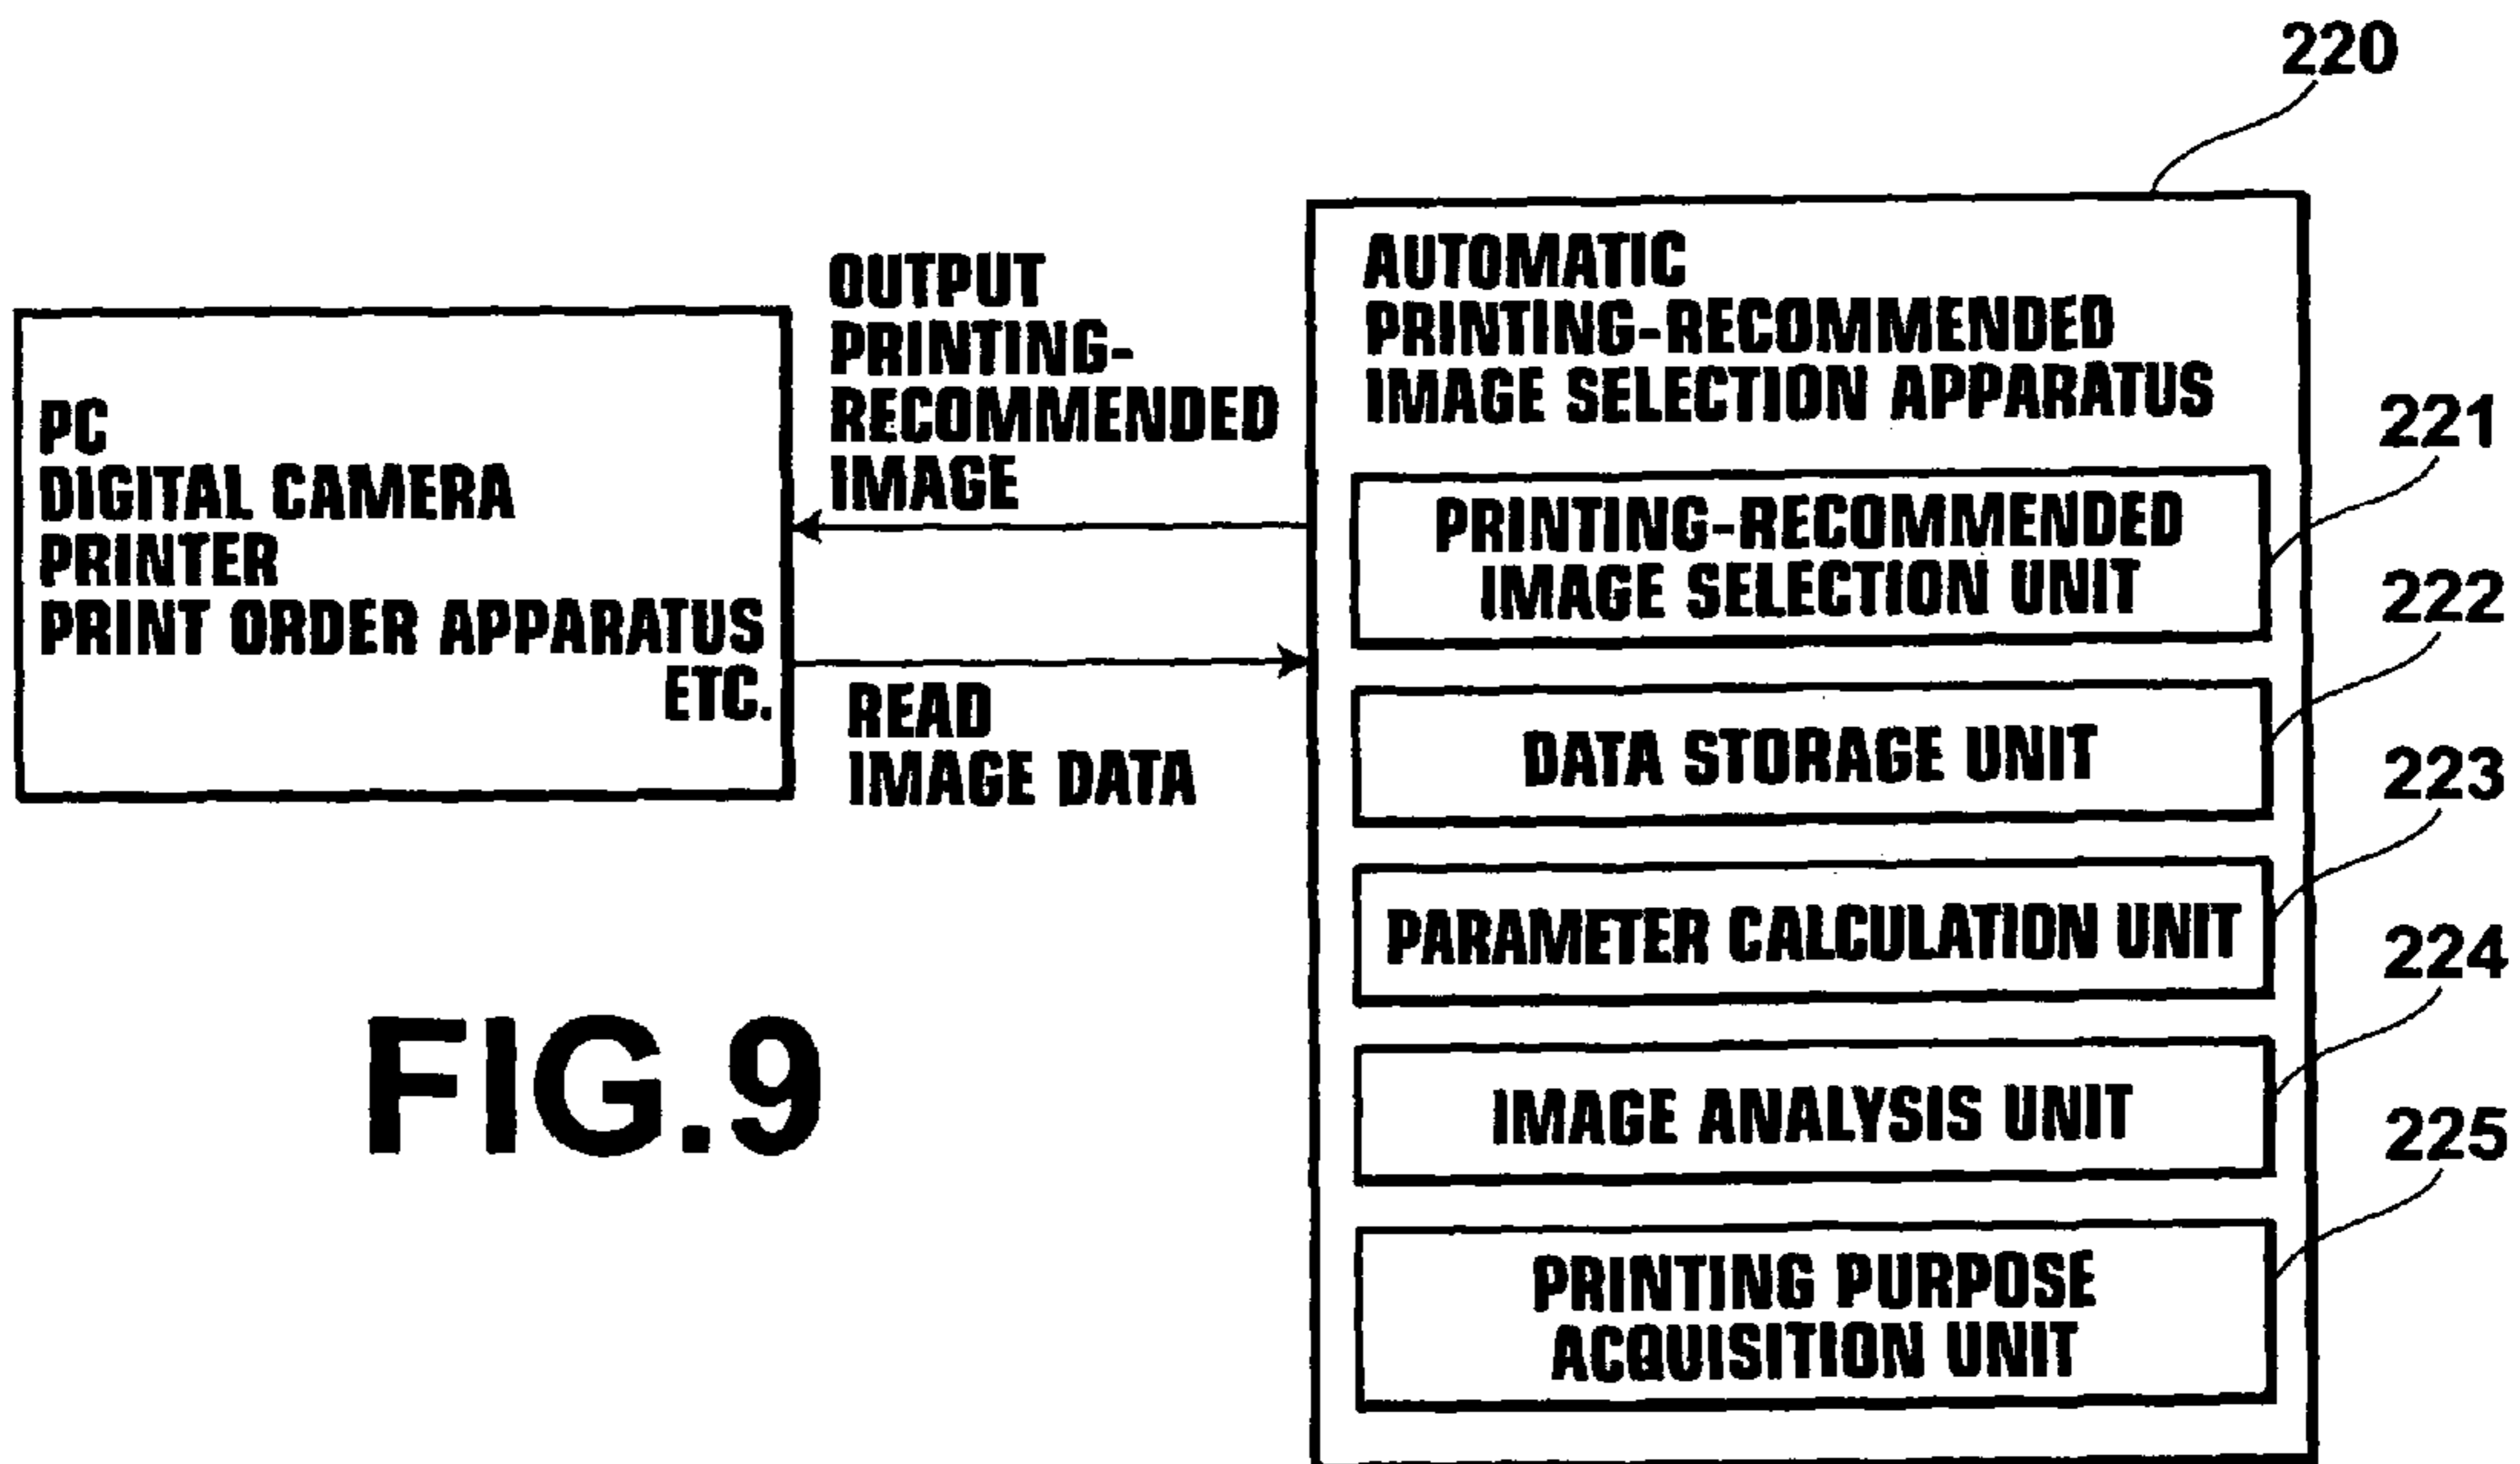 220
PC
DIGITAL CAMERA
PRINTER
PRINT ORDER APPARATUS
ETC.
OUTPUT
PRINTING-
RECOMMENDED
IMAGE
READ
IMAGE DATA
AUTOMATIC
PRINTING-RECOMMENDED
IMAGE SELECTION APPARATUS
221
PRINTING-RECOMMENDED
IMAGE SELECTION UNIT
222
DATA STORAGE UNIT
223
PARAMETER CALCULATION UNIT
224
IMAGE ANALYSIS UNIT
225
PRINTING PURPOSE
ACQUISITION UNIT
FIG.9